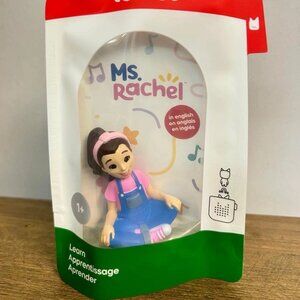 Ms.
Rachel
in english
en anglais
en inglés
1+
Learn
Apprentissage
Aprender